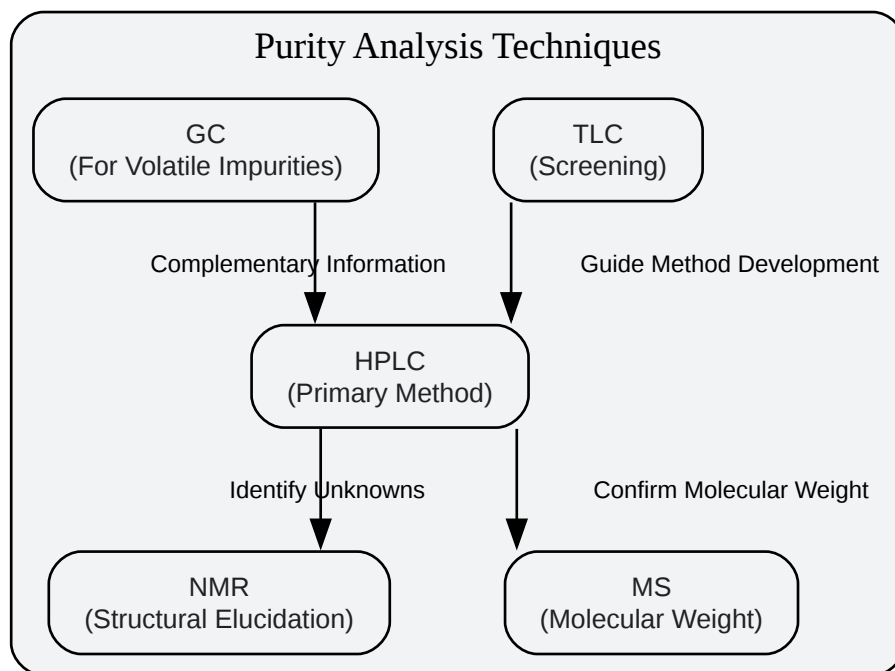 Purity Analysis Techniques
GC
(For Volatile Impurities)
TLC
(Screening)
Complementary Information
Guide Method Development
HPLC
(Primary Method)
Identify Unknowns
Confirm Molecular Weight
NMR
(Structural Elucidation)
MS
(Molecular Weight)